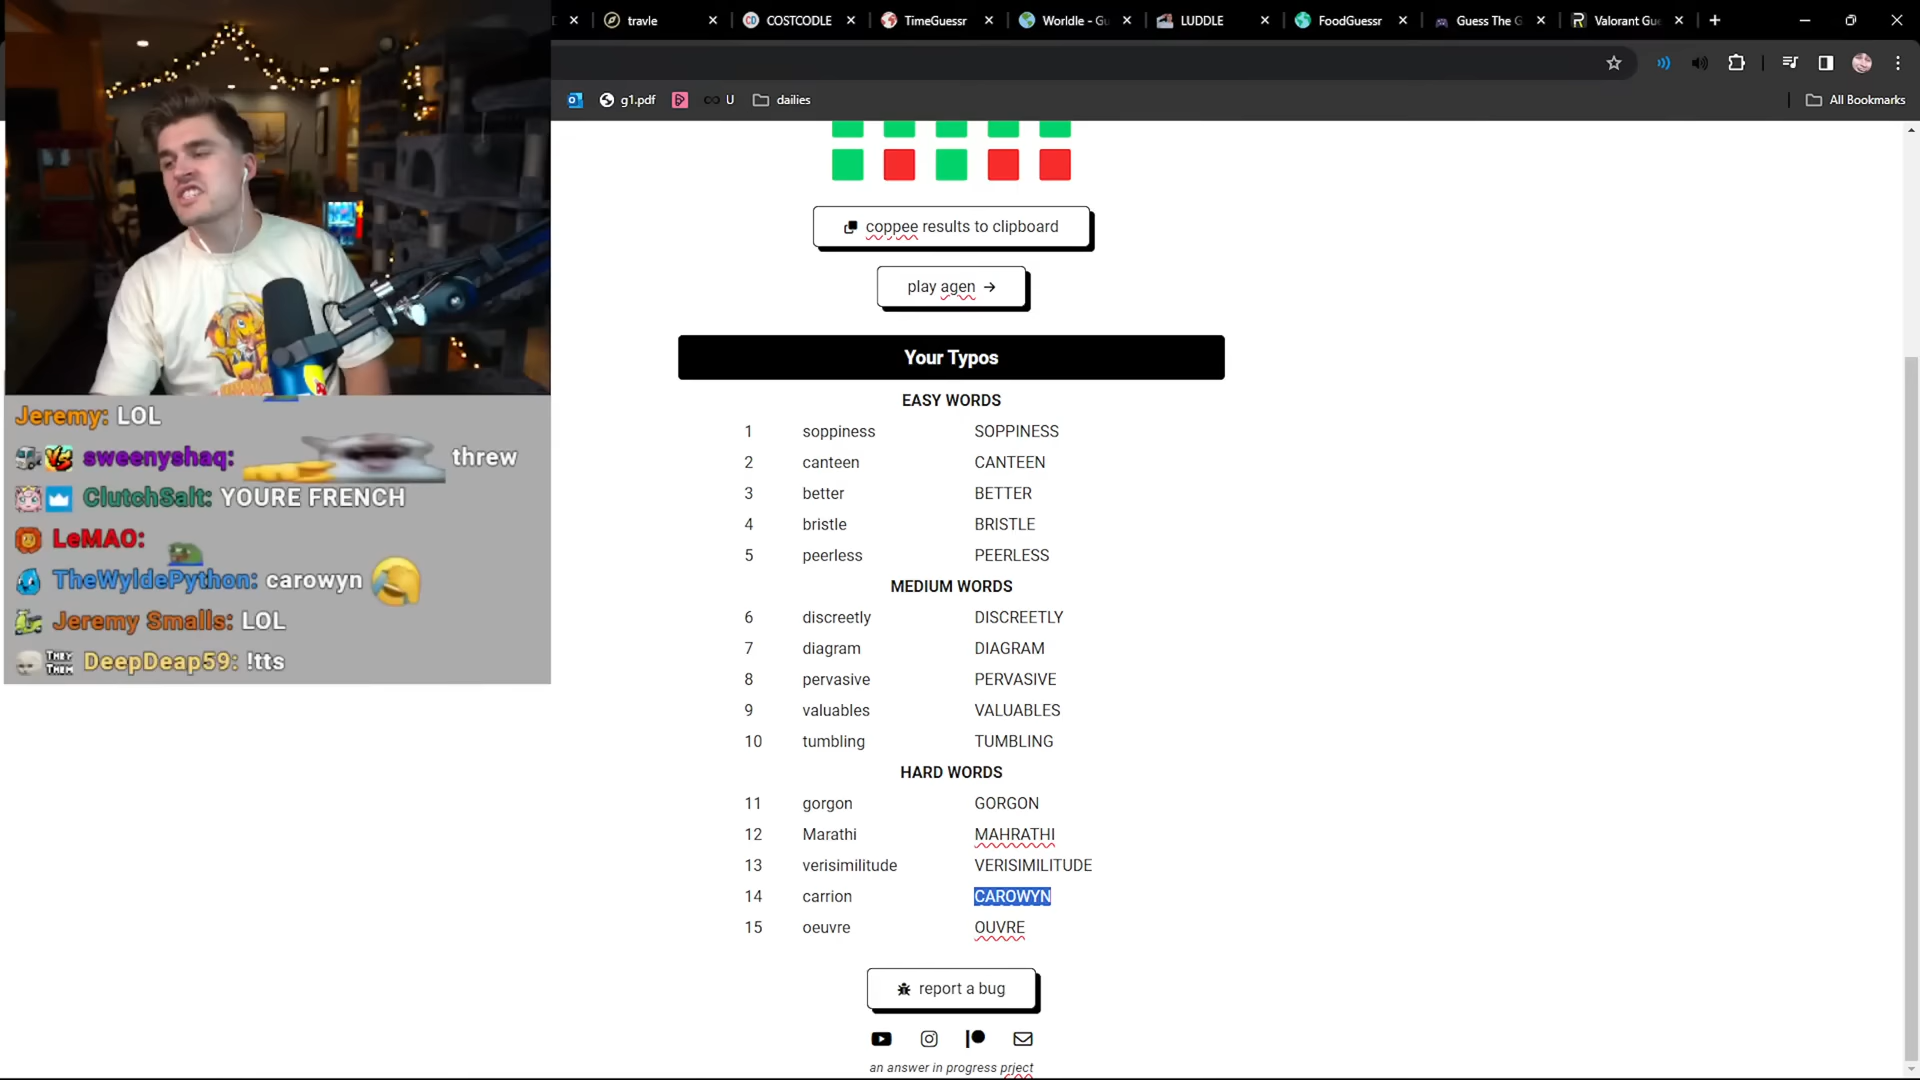 travle
COSTCODLE
TimeGuessr
Worldle - Gu
LUDDLE
FoodGuessr
Guess The G
Valorant Gue
g1.pdf
U
dailies
All Bookmarks
coppee results to clipboard
play agen →
Your Typos
EASY WORDS
1 soppiness SOPPINESS
2 canteen CANTEEN
3 better BETTER
4 bristle BRISTLE
5 peerless PEERLESS
MEDIUM WORDS
6 discreetly DISCREETLY
7 diagram DIAGRAM
8 pervasive PERVASIVE
9 valuables VALUABLES
10 tumbling TUMBLING
HARD WORDS
11 gorgon GORGON
12 Marathi MAHRATHI
13 verisimilitude VERISIMILITUDE
14 carrion CAROWYN
15 oeuvre OUVRE
report a bug
an answer in progress prject
Jeremy: LOL
sweenyshaq: threw
ClutchSalt: YOURE FRENCH
LeMAO:
TheWyldePython: carowyn
Jeremy Smalls: LOL
THEY THEM DeepDeap59: !tts